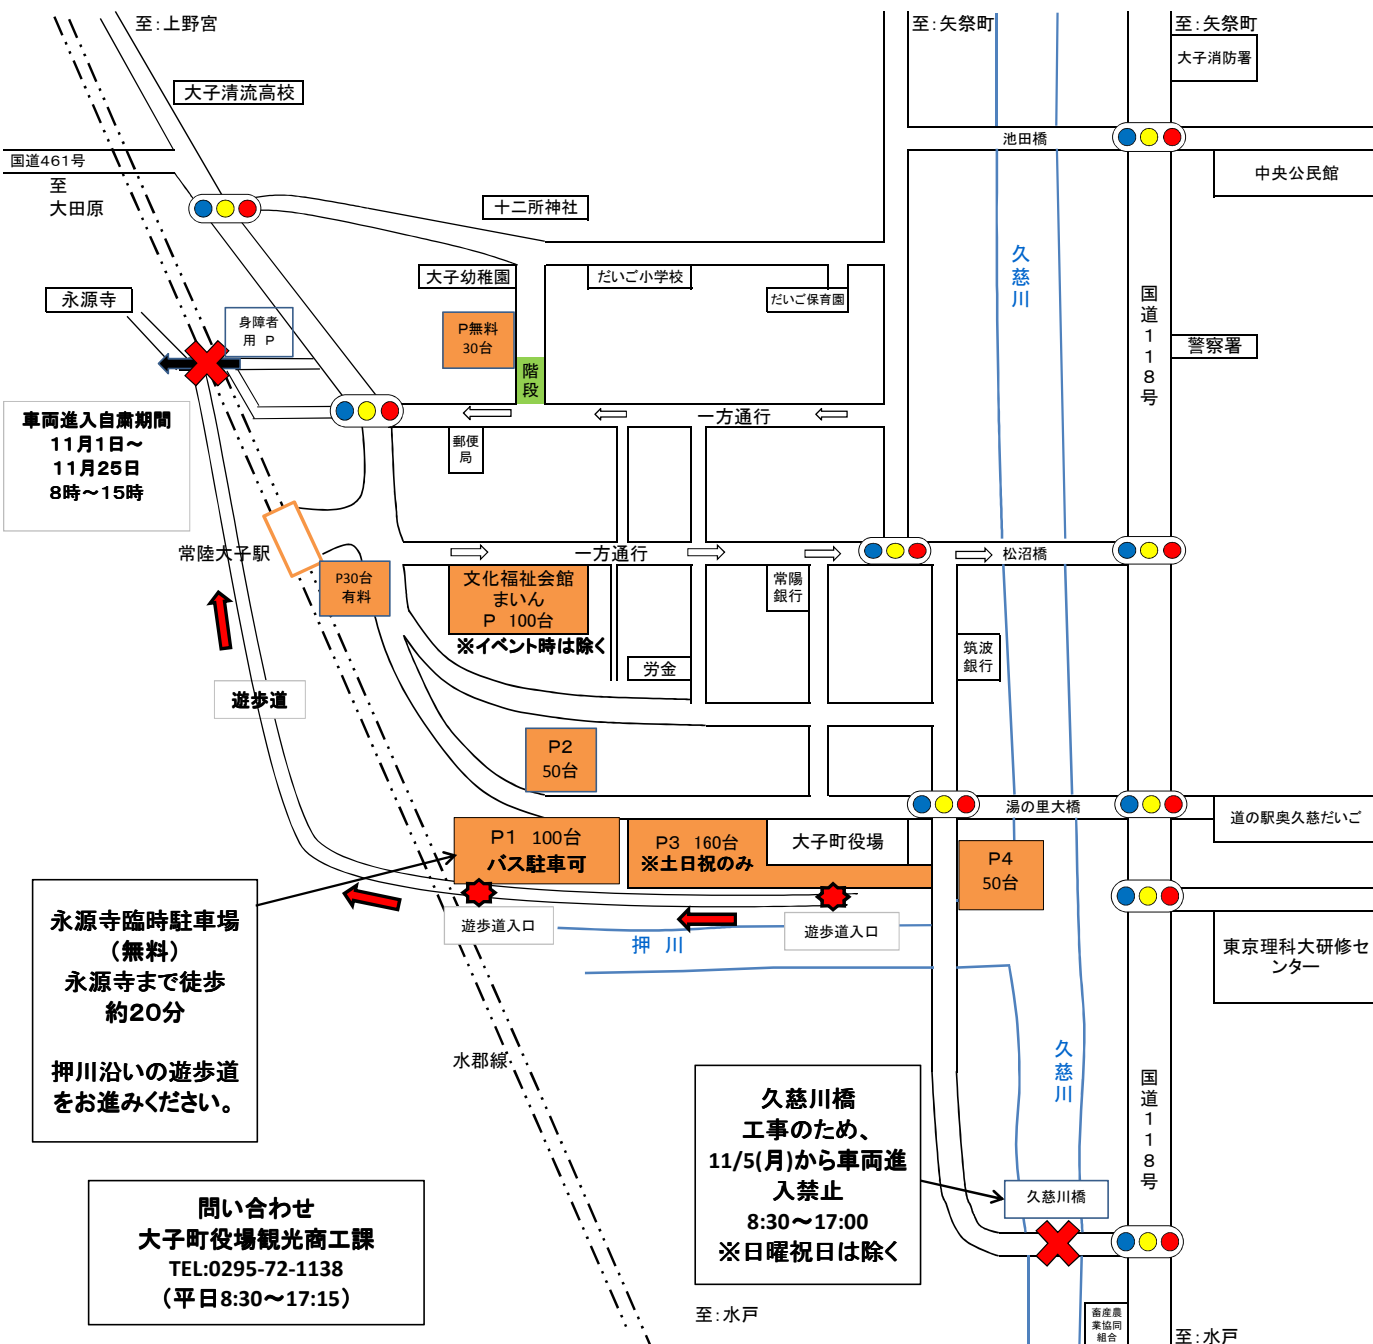 至:上野宮
至:矢祭町
至:矢祭町
大子消防署
大子清流高校
池田橋
国道461号
至
大田原
中央公民館
十二所神社
久慈川
大子幼稚園
だいご小学校
だいご保育園
永源寺
国道118号
身障者
用 P
P無料
30台
警察署
階段
一方通行
車両進入自粛期間
11月1日~
11月25日
8時~15時
郵便
局
常陸大子駅
一方通行
松沼橋
P30台
有料
文化福祉会館
まいん
P 100台
※イベント時は除く
常陽
銀行
労金
筑波
銀行
遊歩道
P2
50台
湯の里大橋
道の駅奥久慈だいご
P1 100台
バス駐車可
P3 160台
※土日祝のみ
大子町役場
P4
50台
永源寺臨時駐車場
(無料)
永源寺まで徒歩
約20分
押川沿いの遊歩道
をお進みください。
遊歩道入口
遊歩道入口
押 川
東京理科大研修セ
ンター
水郡線
久慈川
国道118号
久慈川橋
工事のため、
11/5(月)から車両進
入禁止
8:30~17:00
※日曜祝日は除く
久慈川橋
問い合わせ
大子町役場観光商工課
TEL:0295-72-1138
(平日8:30~17:15)
至:水戸
畜産農
業協同
組合
至:水戸